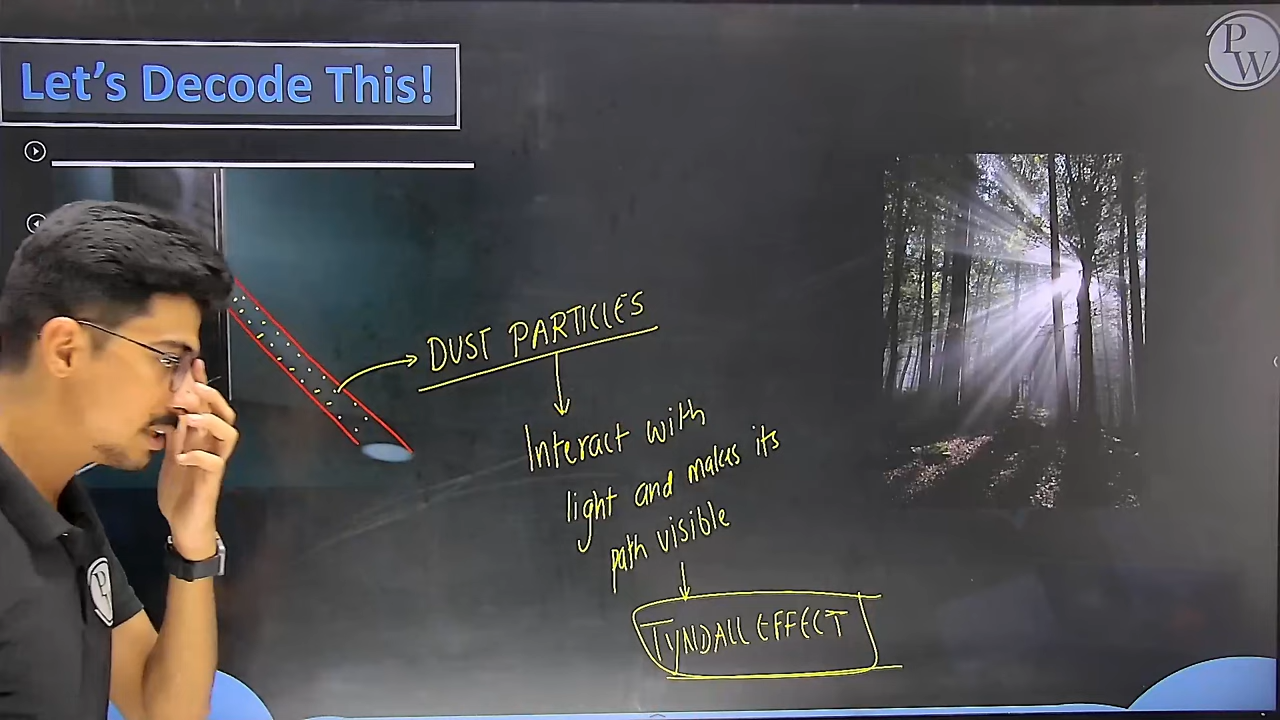 Let's Decode This!
PW
DUST PARTICLES
Interact with
light and makes its
path visible
TYNDALL EFFECT